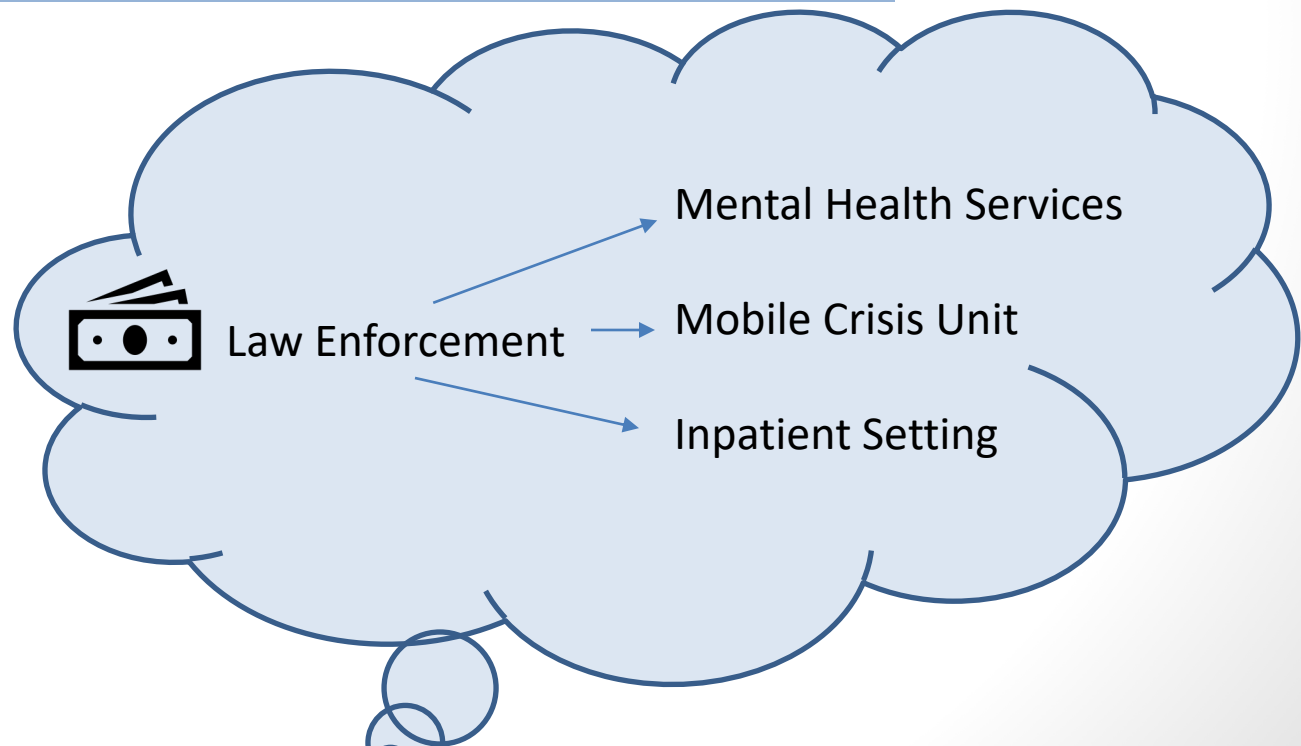 Mental Health Services
Mobile Crisis Unit
Law Enforcement
Inpatient Setting